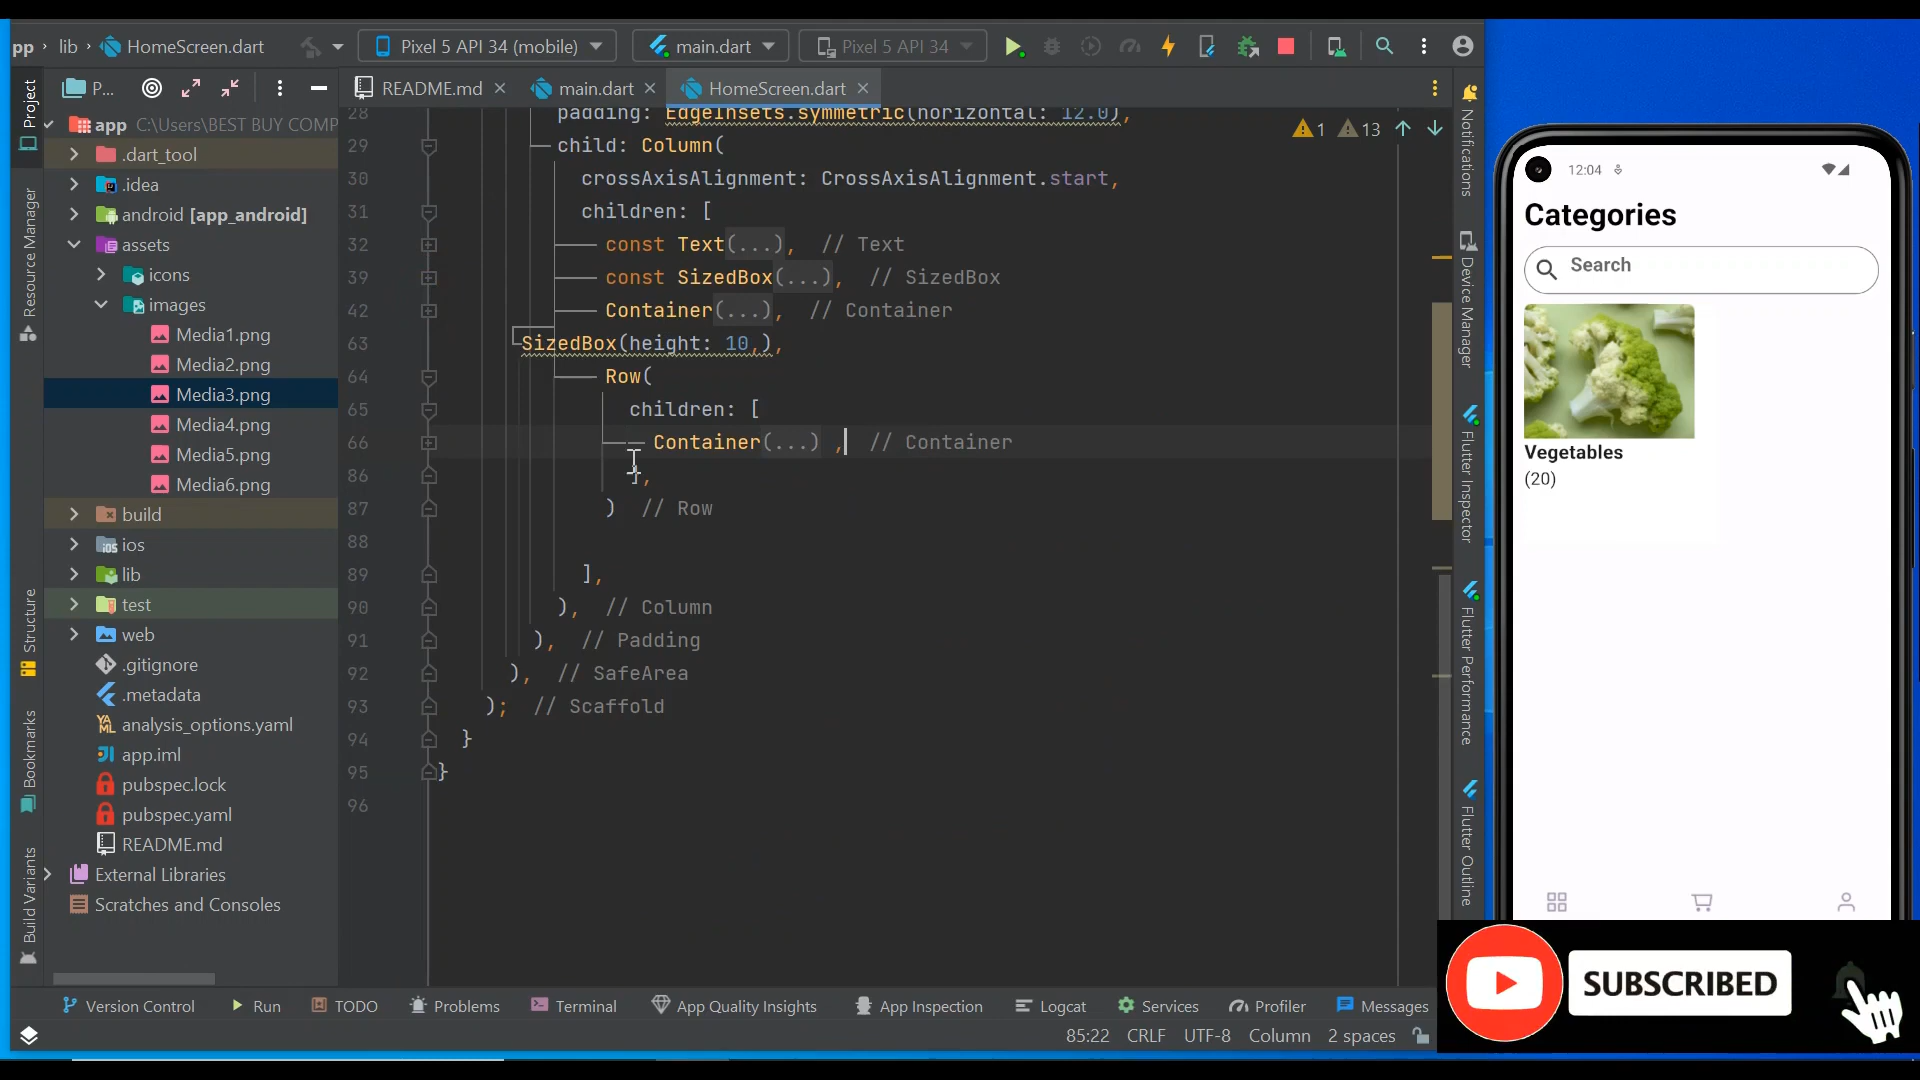 pp › lib › HomeScreen.dart
Pixel 5 API 34 (mobile)
main.dart
Pixel 5 API 34
P...
README.md
main.dart
HomeScreen.dart
Project
Resource Manager
Structure
Bookmarks
Build Variants
app C:\Users\BEST BUY COMP
.dart_tool
.idea
android [app_android]
assets
icons
images
Media1.png
Media2.png
Media3.png
Media4.png
Media5.png
Media6.png
build
ios
lib
test
web
.gitignore
.metadata
analysis_options.yaml
app.iml
pubspec.lock
pubspec.yaml
README.md
External Libraries
Scratches and Consoles
1 13
28 padding: EdgeInsets.symmetric(horizontal: 12.0),
29 child: Column(
30 crossAxisAlignment: CrossAxisAlignment.start,
31 children: [
32 const Text(...), // Text
39 const SizedBox(...), // SizedBox
42 Container(...), // Container
63 SizedBox(height: 10,),
64 Row(
65 children: [
66 Container(...) , // Container
86 ],
87 ) // Row
88
89 ],
90 ), // Column
91 ), // Padding
92 ), // SafeArea
93 ); // Scaffold
94 }
95 }
96
Notifications
Device Manager
Flutter Inspector
Flutter Performance
Flutter Outline
12:04
Categories
Search
Vegetables
(20)
SUBSCRIBED
Version Control
Run
TODO
Problems
Terminal
App Quality Insights
App Inspection
Logcat
Services
Profiler
Messages
85:22 CRLF UTF-8 Column 2 spaces